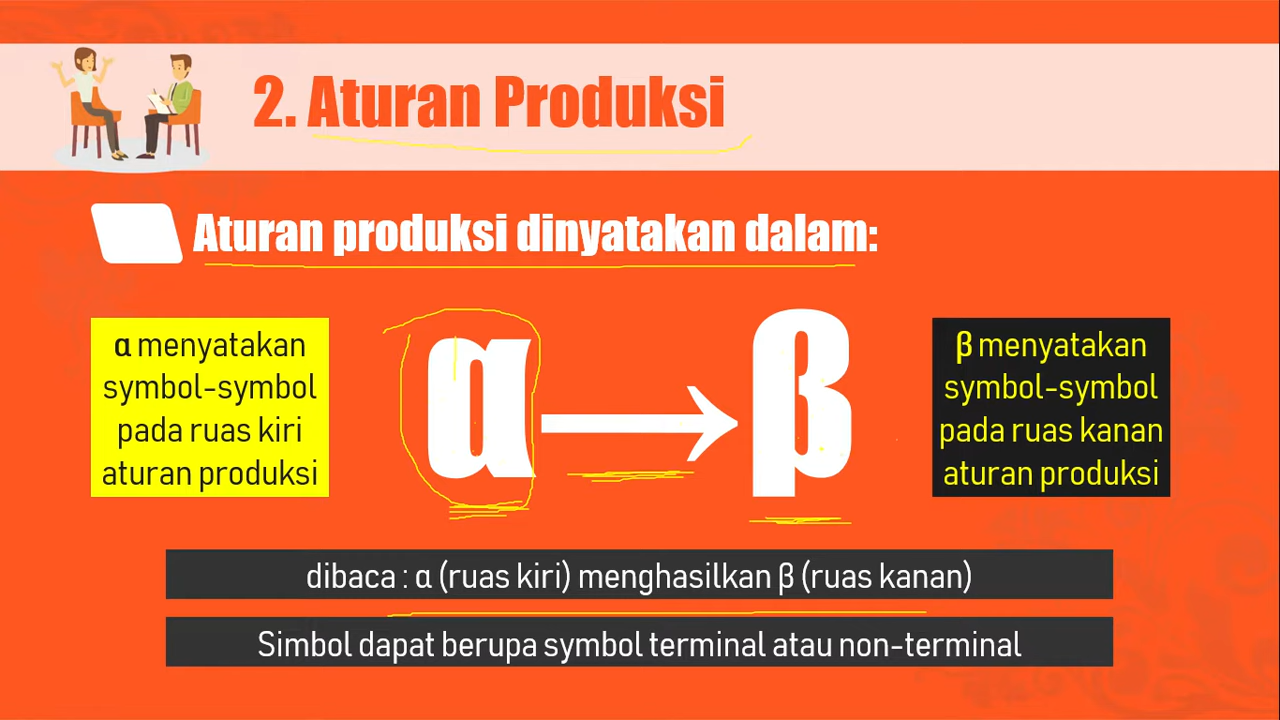 2. Aturan Produksi
Aturan produksi dinyatakan dalam:
α menyatakan
symbol-symbol
pada ruas kiri
aturan produksi
α → β
β menyatakan
symbol-symbol
pada ruas kanan
aturan produksi
dibaca : α (ruas kiri) menghasilkan β (ruas kanan)
Simbol dapat berupa symbol terminal atau non-terminal